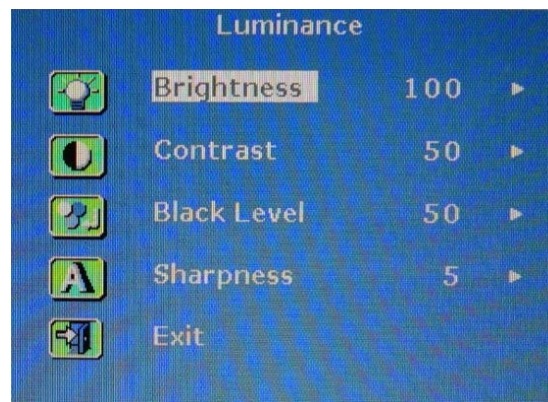 Luminance
Brightness 100
Contrast 50
Black Level 50
Sharpness 5
Exit